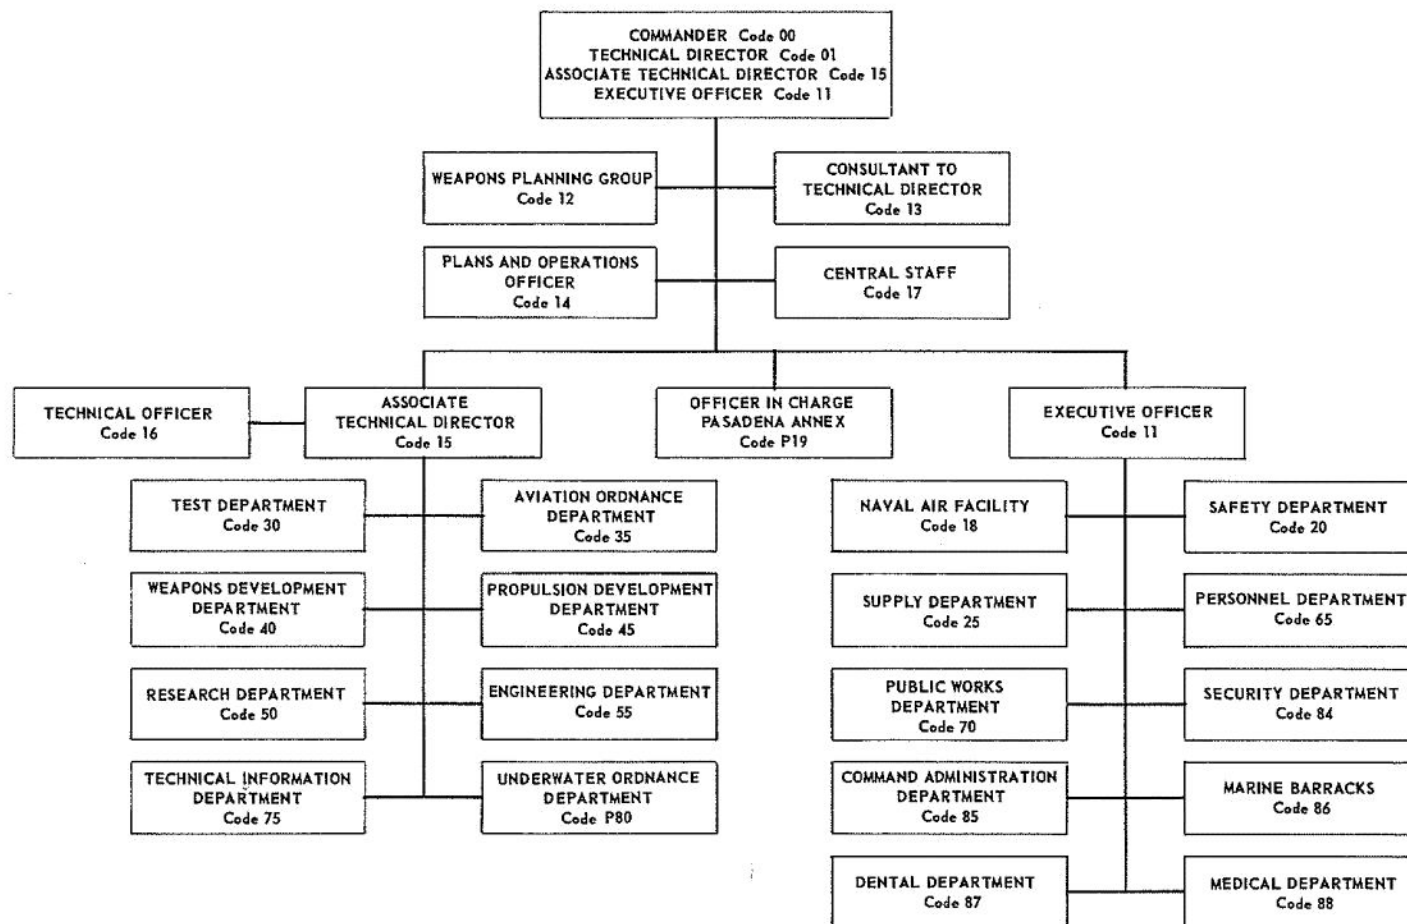 COMMANDER Code 00
TECHNICAL DIRECTOR Code 01
ASSOCIATE TECHNICAL DIRECTOR Code 15
EXECUTIVE OFFICER Code 11
WEAPONS PLANNING GROUP
Code 12
CONSULTANT TO
TECHNICAL DIRECTOR
Code 13
PLANS AND OPERATIONS
OFFICER
Code 14
CENTRAL STAFF
Code 17
TECHNICAL OFFICER
Code 16
ASSOCIATE
TECHNICAL DIRECTOR
Code 15
OFFICER IN CHARGE
PASADENA ANNEX
Code P19
EXECUTIVE OFFICER
Code 11
TEST DEPARTMENT
Code 30
AVIATION ORDNANCE
DEPARTMENT
Code 35
NAVAL AIR FACILITY
Code 18
SAFETY DEPARTMENT
Code 20
WEAPONS DEVELOPMENT
DEPARTMENT
Code 40
PROPULSION DEVELOPMENT
DEPARTMENT
Code 45
SUPPLY DEPARTMENT
Code 25
PERSONNEL DEPARTMENT
Code 65
RESEARCH DEPARTMENT
Code 50
ENGINEERING DEPARTMENT
Code 55
PUBLIC WORKS
DEPARTMENT
Code 70
SECURITY DEPARTMENT
Code 84
TECHNICAL INFORMATION
DEPARTMENT
Code 75
UNDERWATER ORDNANCE
DEPARTMENT
Code P80
COMMAND ADMINISTRATION
DEPARTMENT
Code 85
MARINE BARRACKS
Code 86
DENTAL DEPARTMENT
Code 87
MEDICAL DEPARTMENT
Code 88